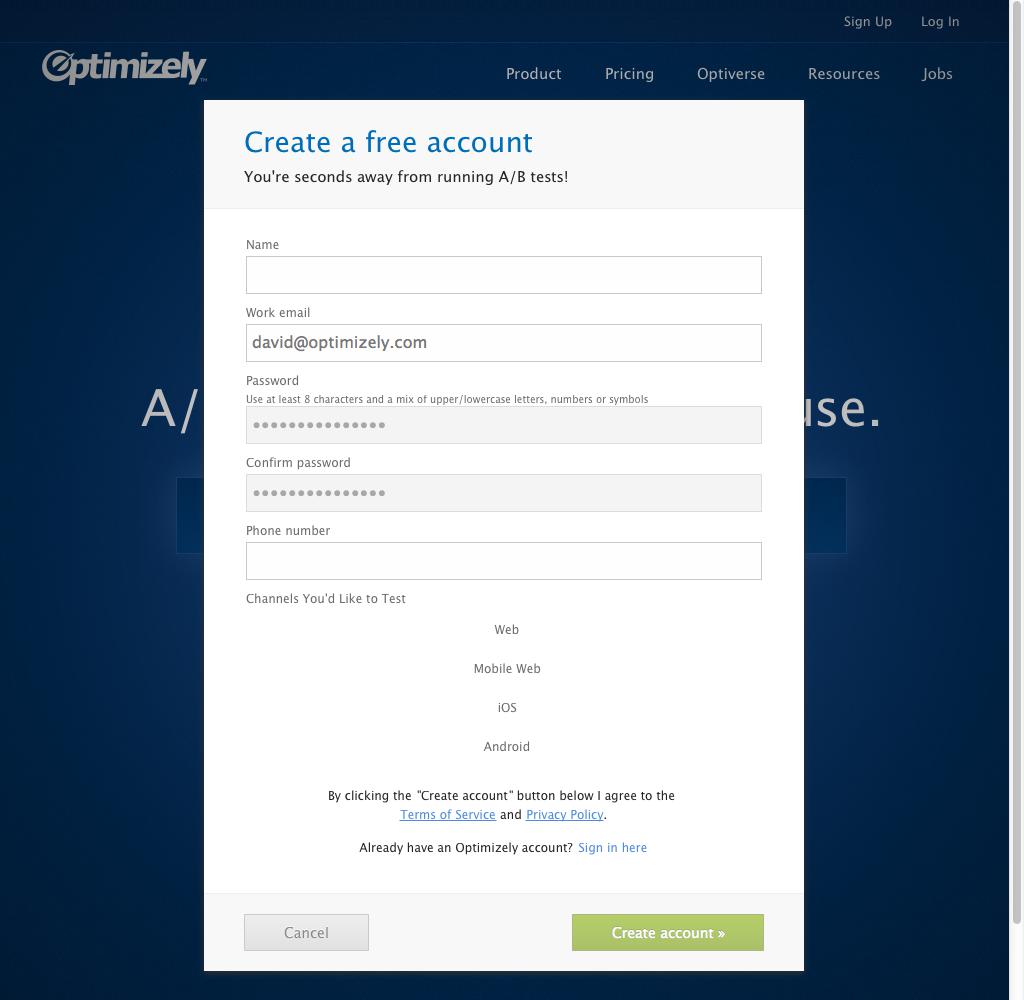 Sign Up Log In
Optimizely™
Product Pricing Optiverse Resources Jobs
Create a free account
You're seconds away from running A/B tests!
Name
Work email
david@optimizely.com
Password
Use at least 8 characters and a mix of upper/lowercase letters, numbers or symbols
•••••••••••••••
Confirm password
•••••••••••••••
Phone number
Channels You'd Like to Test
Web
Mobile Web
iOS
Android
A/
use.
By clicking the "Create account" button below I agree to the
Terms of Service and Privacy Policy.
Already have an Optimizely account? Sign in here
Cancel Create account »